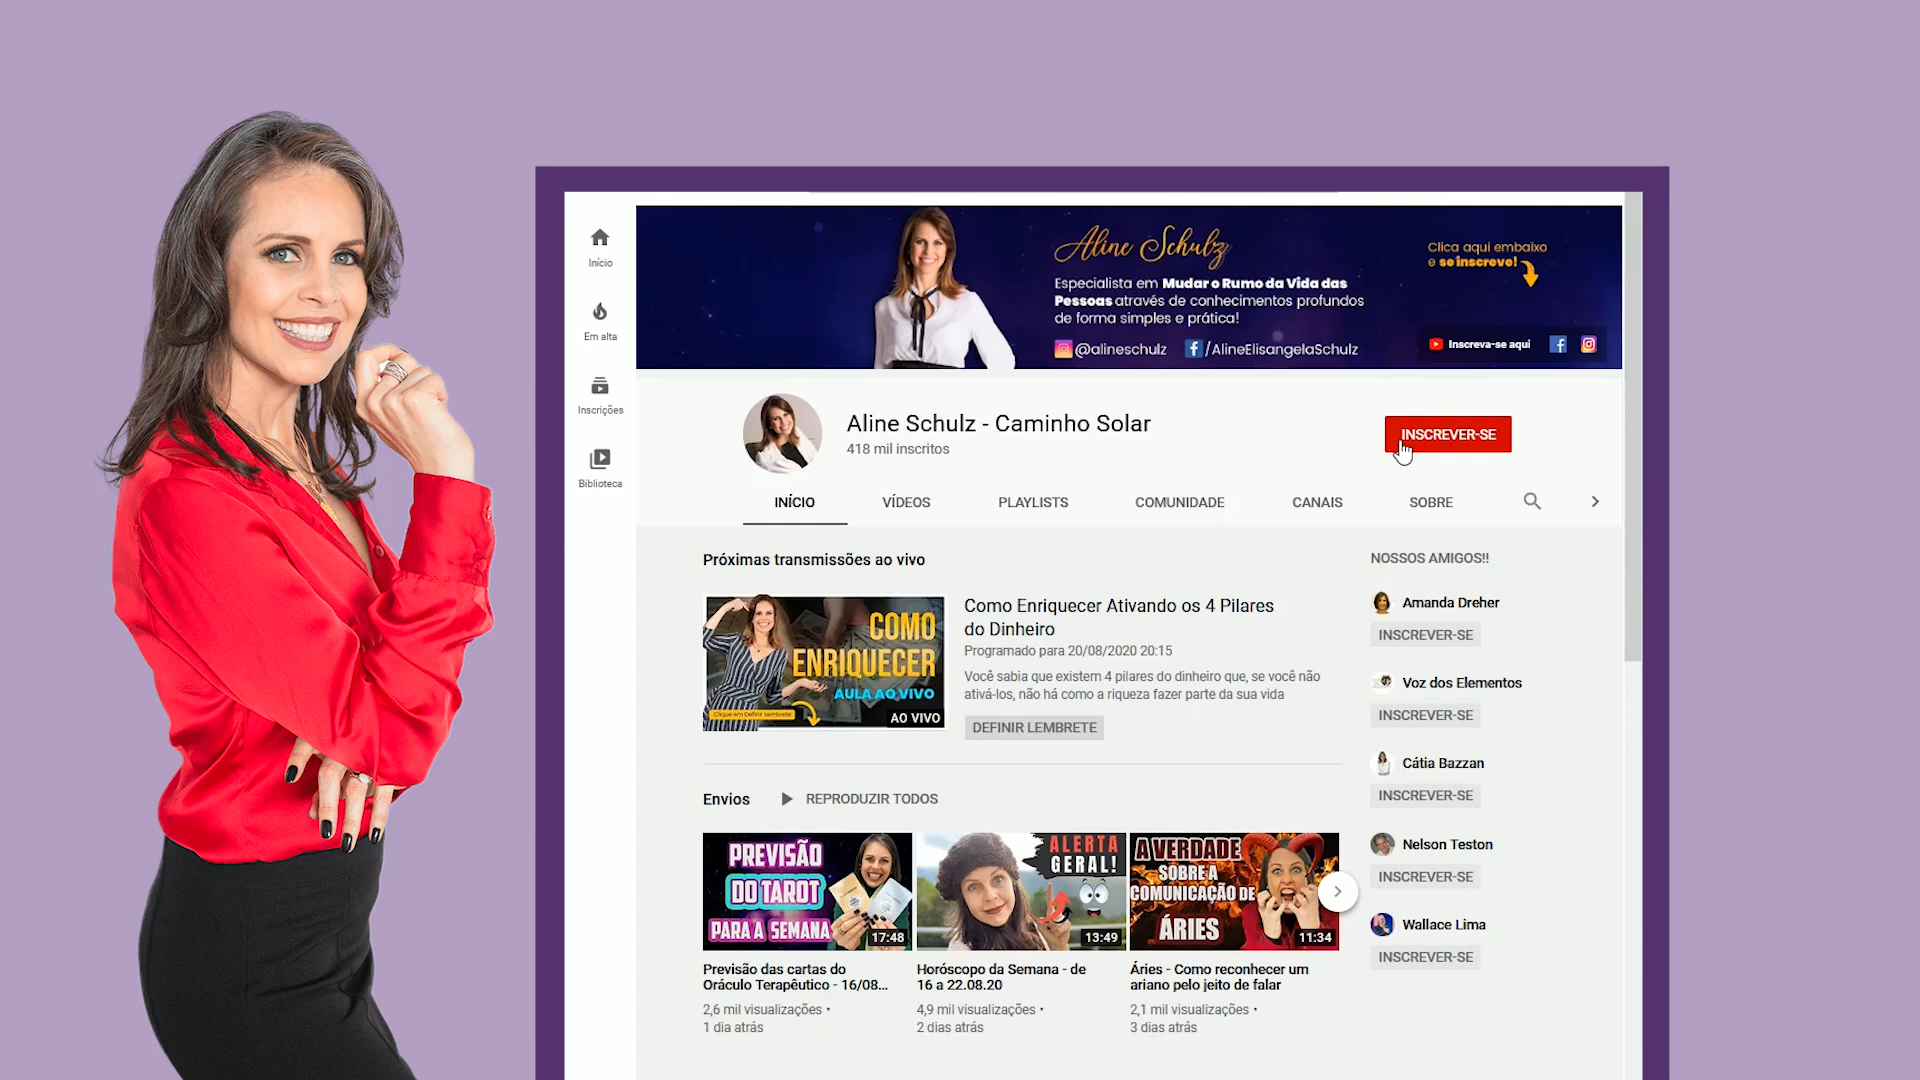 Início
Em alta
Inscrições
Biblioteca
Aline Schulz
Especialista em Mudar o Rumo da Vida das
Pessoas através de conhecimentos profundos
de forma simples e prática!
@alineschulz
/AlineElisangelaSchulz
Clica aqui embaixo
e se inscreve!
Inscreva-se aqui
Aline Schulz - Caminho Solar
418 mil inscritos
INSCREVER-SE
INÍCIO
VÍDEOS
PLAYLISTS
COMUNIDADE
CANAIS
SOBRE
Próximas transmissões ao vivo
COMO
ENRIQUECER
AULA AO VIVO
Clique em Definir Lembrete
AO VIVO
Como Enriquecer Ativando os 4 Pilares
do Dinheiro
Programado para 20/08/2020 20:15
Você sabia que existem 4 pilares do dinheiro que, se você não
ativá-los, não há como a riqueza fazer parte da sua vida
DEFINIR LEMBRETE
Envios
REPRODUZIR TODOS
PREVISÃO
DO TAROT
PARA A SEMANA
17:48
Previsão das cartas do
Oráculo Terapêutico - 16/08...
2,6 mil visualizações •
1 dia atrás
ALERTA
GERAL!
13:49
Horóscopo da Semana - de
16 a 22.08.20
4,9 mil visualizações •
2 dias atrás
A VERDADE
SOBRE A
COMUNICAÇÃO DE
ÁRIES
11:34
Áries - Como reconhecer um
ariano pelo jeito de falar
2,1 mil visualizações •
3 dias atrás
NOSSOS AMIGOS!!
Amanda Dreher
INSCREVER-SE
Voz dos Elementos
INSCREVER-SE
Cátia Bazzan
INSCREVER-SE
Nelson Teston
INSCREVER-SE
Wallace Lima
INSCREVER-SE